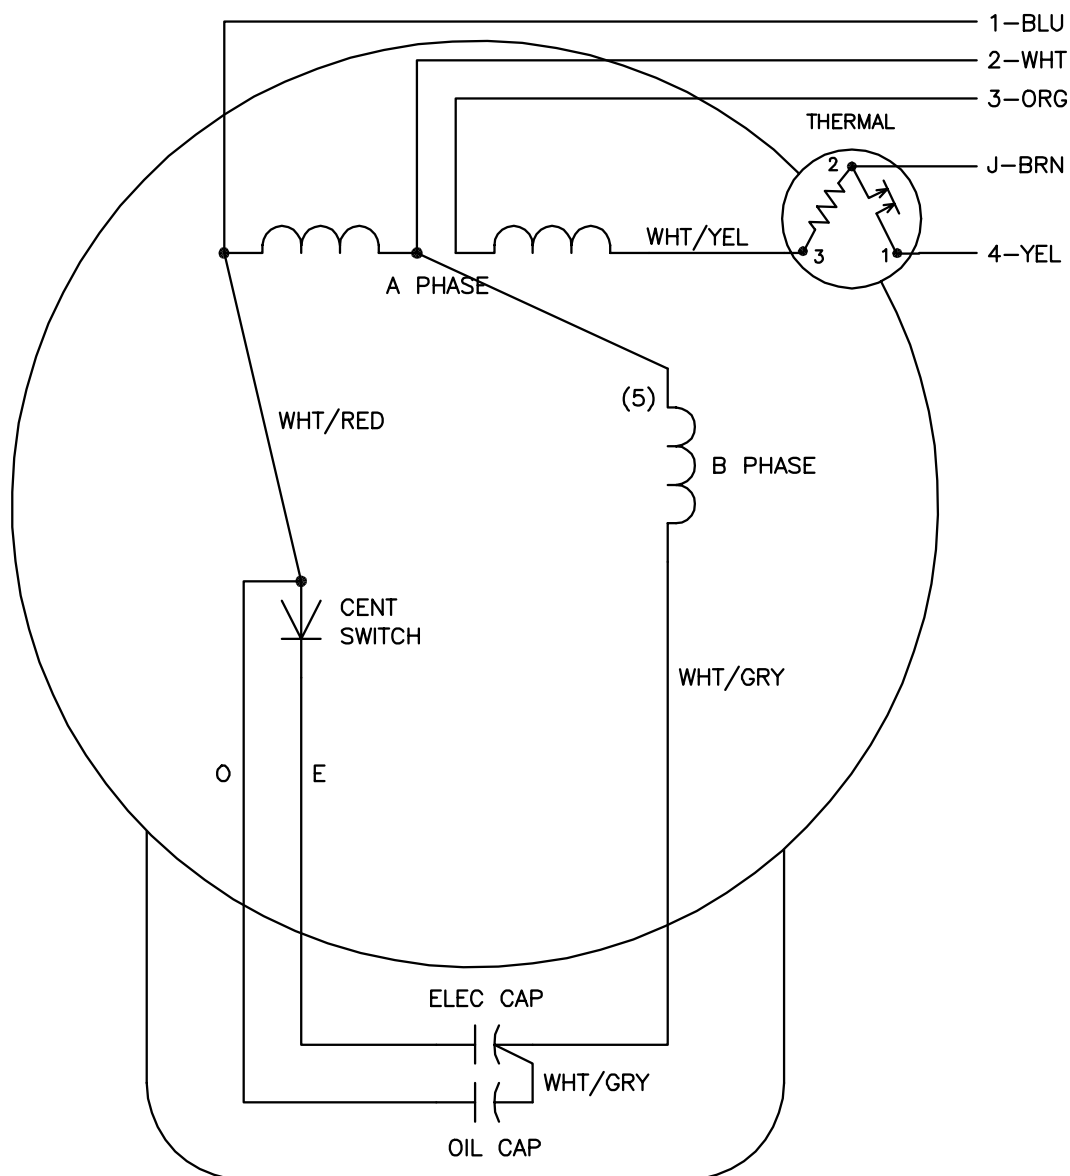 1-BLU
2-WHT
3-ORG
THERMAL
2
J-BRN
WHT/YEL
3
1
4-YEL
A PHASE
(5)
WHT/RED
B PHASE
CENT
SWITCH
WHT/GRY
O
E
ELEC CAP
WHT/GRY
OIL CAP